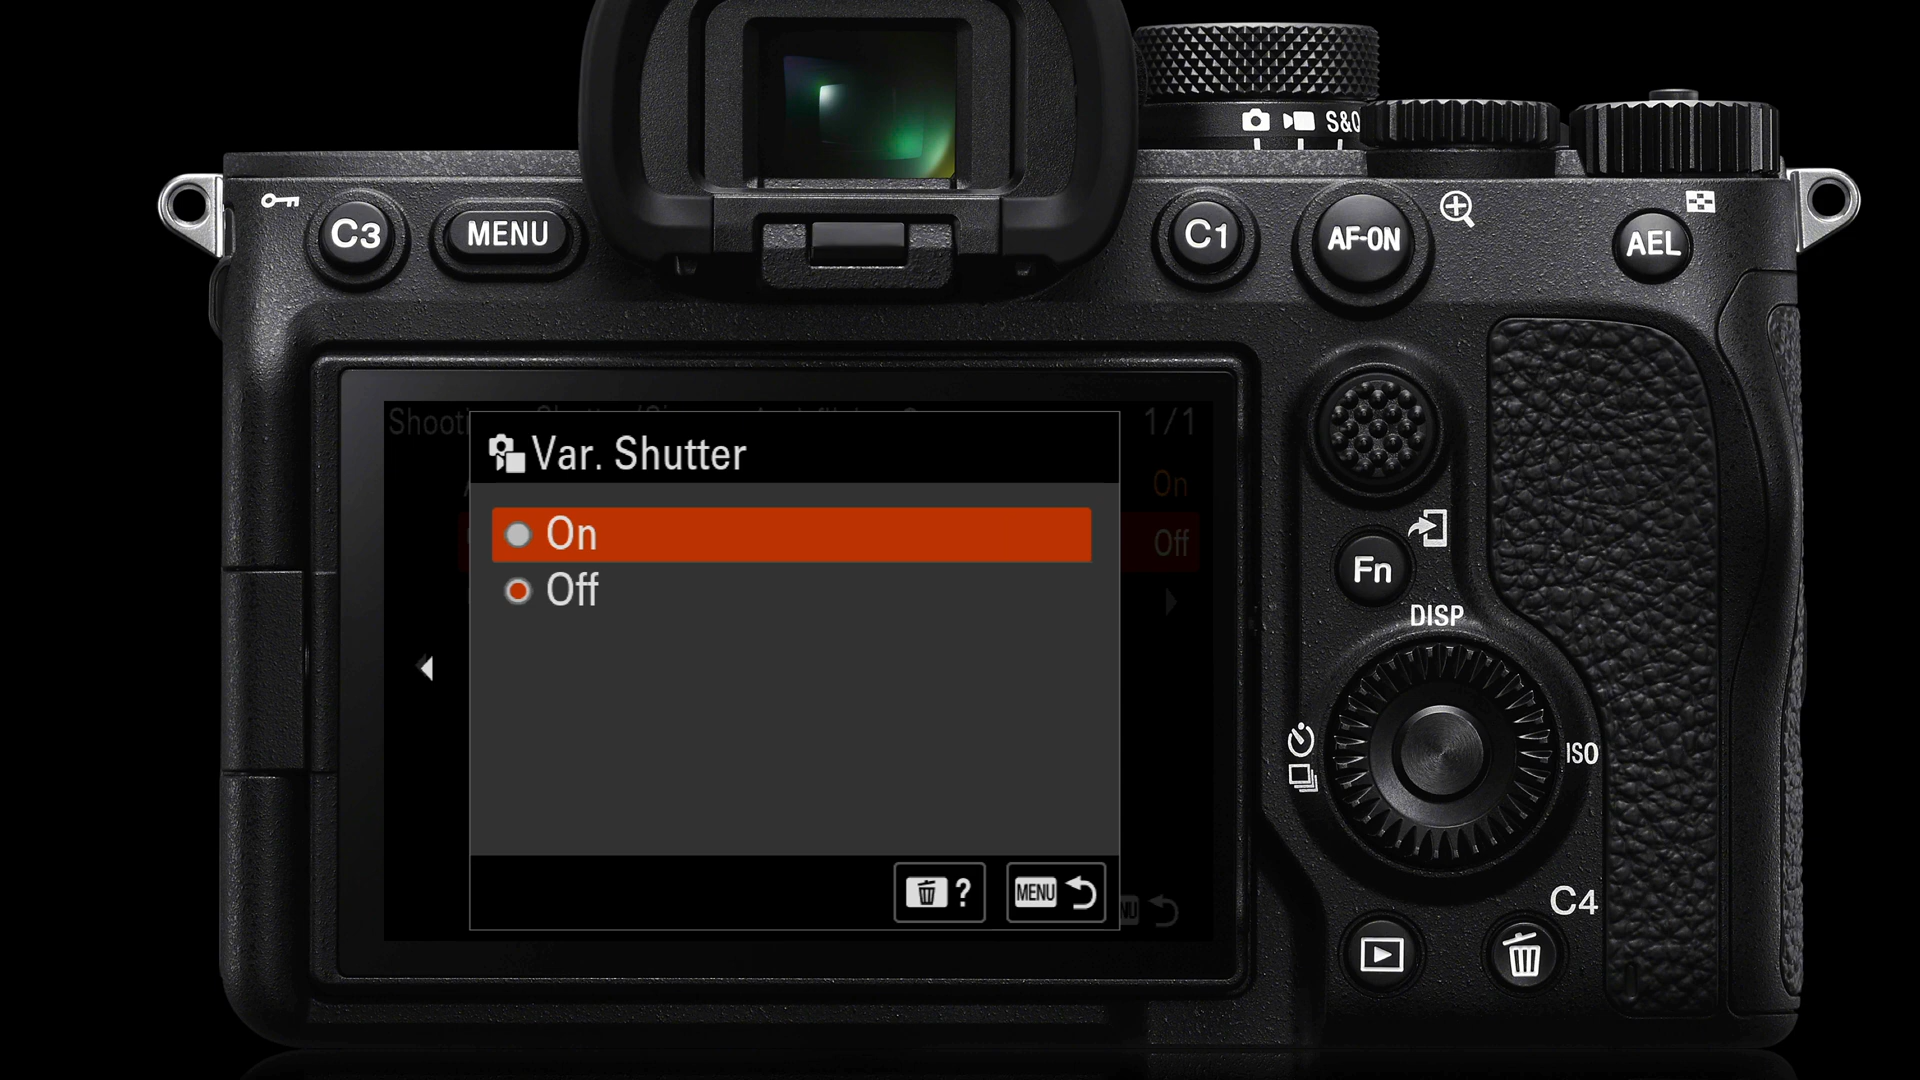 S&Q
C3
MENU
C1
AF-ON
AEL
1/1
Var. Shutter
On
On
Off
Off
Fn
DISP
ISO
?
MENU
C4